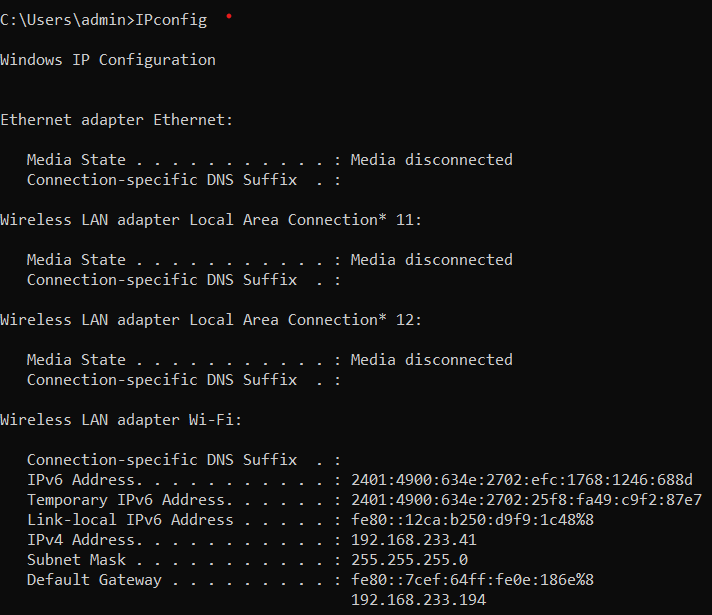 C:\Users\admin>IPconfig
Windows IP Configuration
Ethernet adapter Ethernet:
Media State . . . . . . . . . . . : Media disconnected
Connection-specific DNS Suffix  . :
Wireless LAN adapter Local Area Connection* 11:
Media State . . . . . . . . . . . : Media disconnected
Connection-specific DNS Suffix  . :
Wireless LAN adapter Local Area Connection* 12:
Media State . . . . . . . . . . . : Media disconnected
Connection-specific DNS Suffix  . :
Wireless LAN adapter Wi-Fi:
Connection-specific DNS Suffix  . :
IPv6 Address. . . . . . . . . . . : 2401:4900:634e:2702:efc:1768:1246:688d
Temporary IPv6 Address. . . . . . : 2401:4900:634e:2702:25f8:fa49:c9f2:87e7
Link-local IPv6 Address . . . . . : fe80::12ca:b250:d9f9:1c48%8
IPv4 Address. . . . . . . . . . . : 192.168.233.41
Subnet Mask . . . . . . . . . . . : 255.255.255.0
Default Gateway . . . . . . . . . : fe80::7cef:64ff:fe0e:186e%8
192.168.233.194